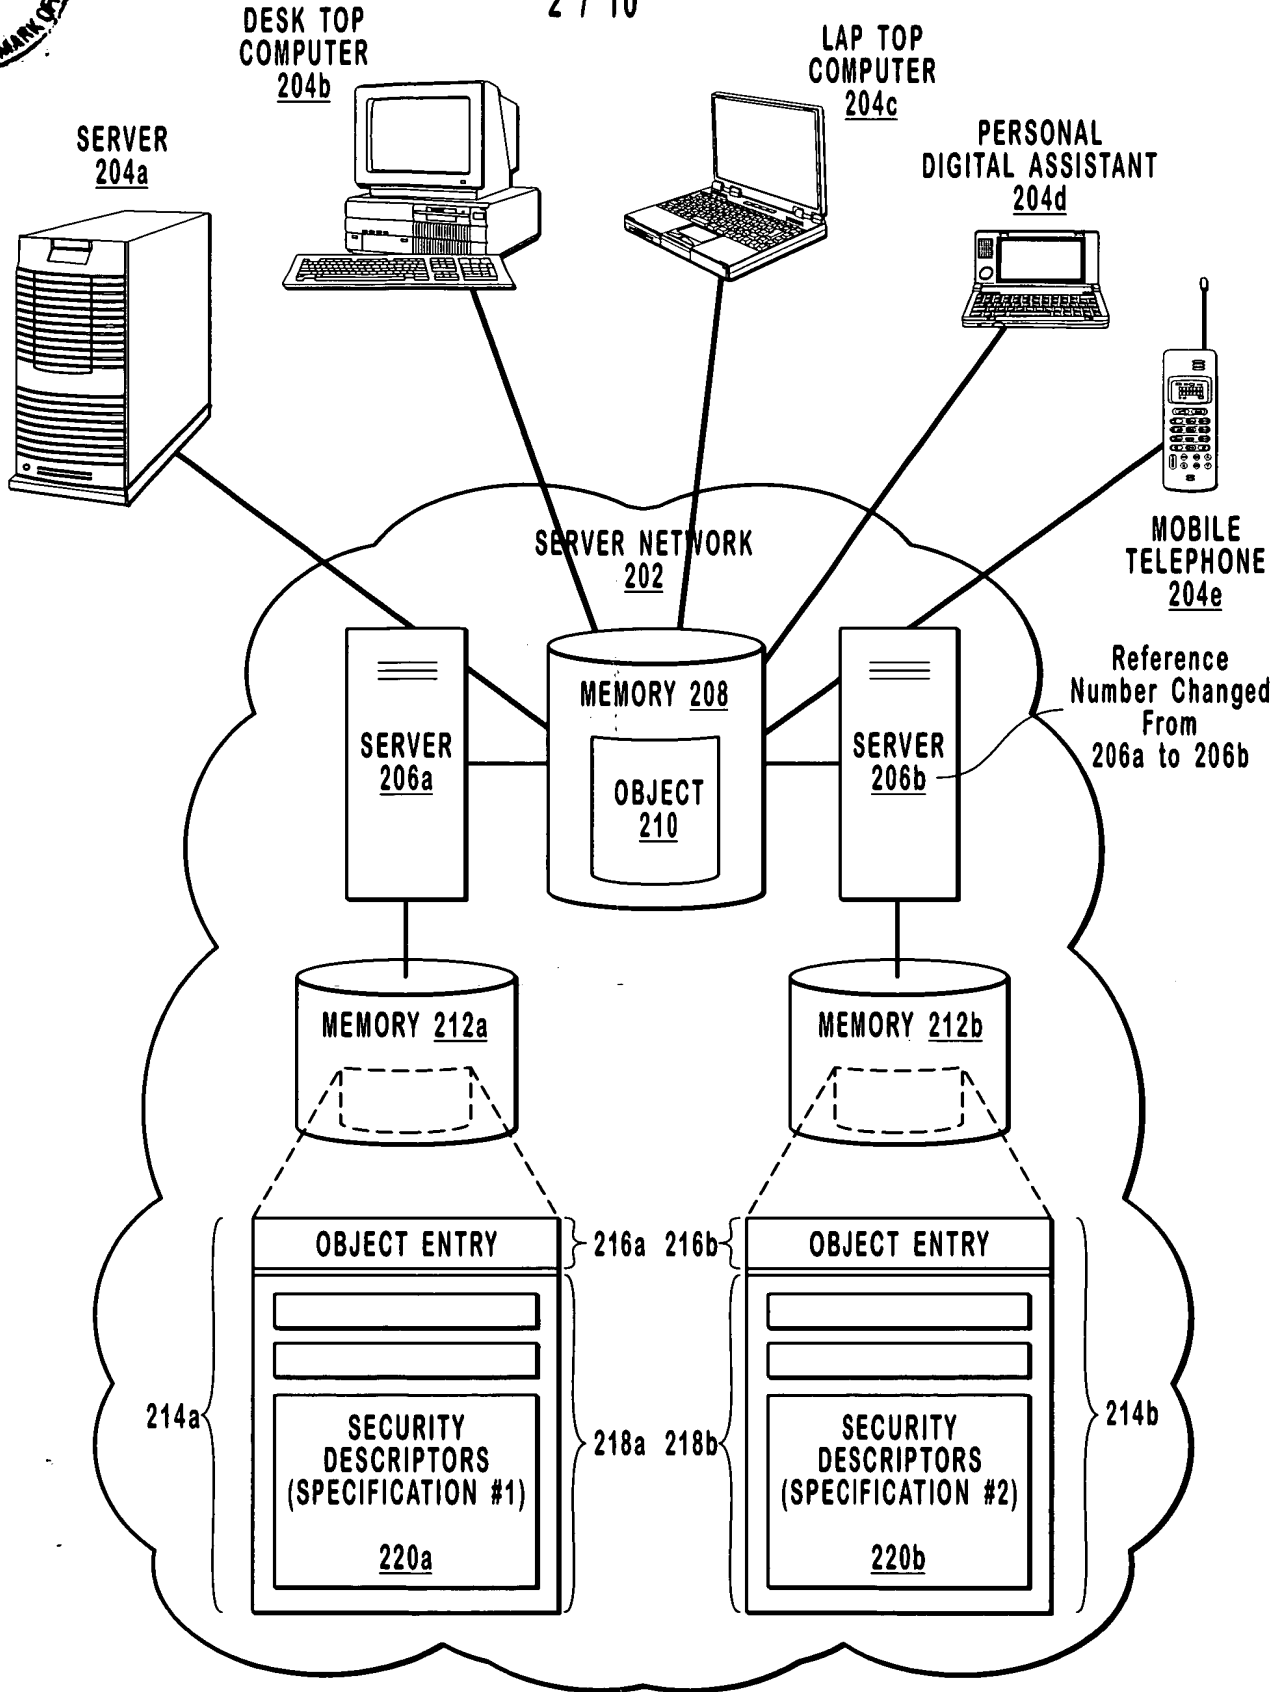 2 / 10
MARK OF
DESK TOP
COMPUTER
204b
LAP TOP
COMPUTER
204c
SERVER
204a
PERSONAL
DIGITAL ASSISTANT
204d
MOBILE
TELEPHONE
204e
SERVER NETWORK
202
Reference
Number Changed
From
206a to 206b
MEMORY 208
SERVER
206a
OBJECT
210
SERVER
206b
MEMORY 212a
MEMORY 212b
OBJECT ENTRY
216a
216b
OBJECT ENTRY
214a
SECURITY
DESCRIPTORS
(SPECIFICATION #1)
220a
218a
218b
SECURITY
DESCRIPTORS
(SPECIFICATION #2)
220b
214b